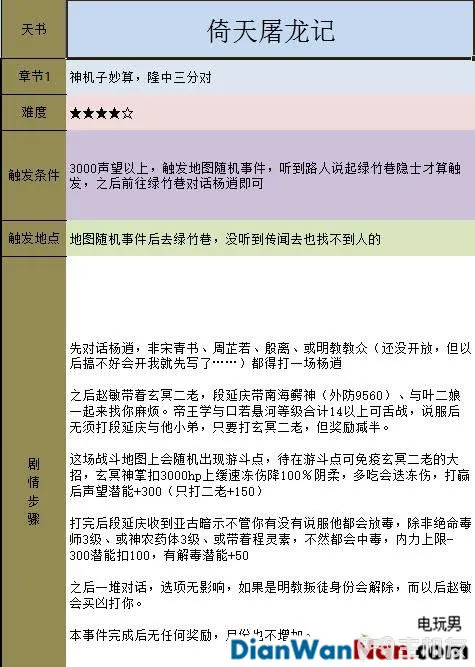 天书
倚天屠龙记
章节1
神机子妙算，隆中三分对
难度
★★★★☆
触发条件
3000声望以上，触发地图随机事件，听到路人说起绿竹巷隐士才算触
发，之后前往绿竹巷对话杨逍即可
触发地点
地图随机事件后去绿竹巷，没听到传闻去也找不到人的
剧情步骤
先对话杨逍，非宋青书、周芷若、殷离、或明教教众（还没开放，但以
后搞不好会开我就先写了……）都得打一场杨逍
之后赵敏带着玄冥二老，段延庆带南海鳄神（外防9560）、与叶二娘
一起来找你麻烦。帝王学与口若悬河等级合计14以上可舌战，说服后
无须打段延庆与他小弟，只要打玄冥二老，但奖励减半。
这场战斗地图上会随机出现游斗点，待在游斗点可免疫玄冥二老的大
招，玄冥神掌扣3000hp上缓速冻伤降100%阴柔，多吃会达冻伤，打赢
后声望潜能+300（只打二老+150）
打完后段延庆收到亚古暗示不管你有没有说服他都会放毒，除非绝命毒
师3级、或神农药体3级、或带着程灵素，不然都会中毒，内力上限-
300潜能扣100，有解毒潜能+50
之后一堆对话，选项无影响，如果是明教叛徒身份会解除，而以后赵敏
会买凶打你。
本事件完成后无任何奖励，月份也不增加。
电玩男
DianWanNan.com